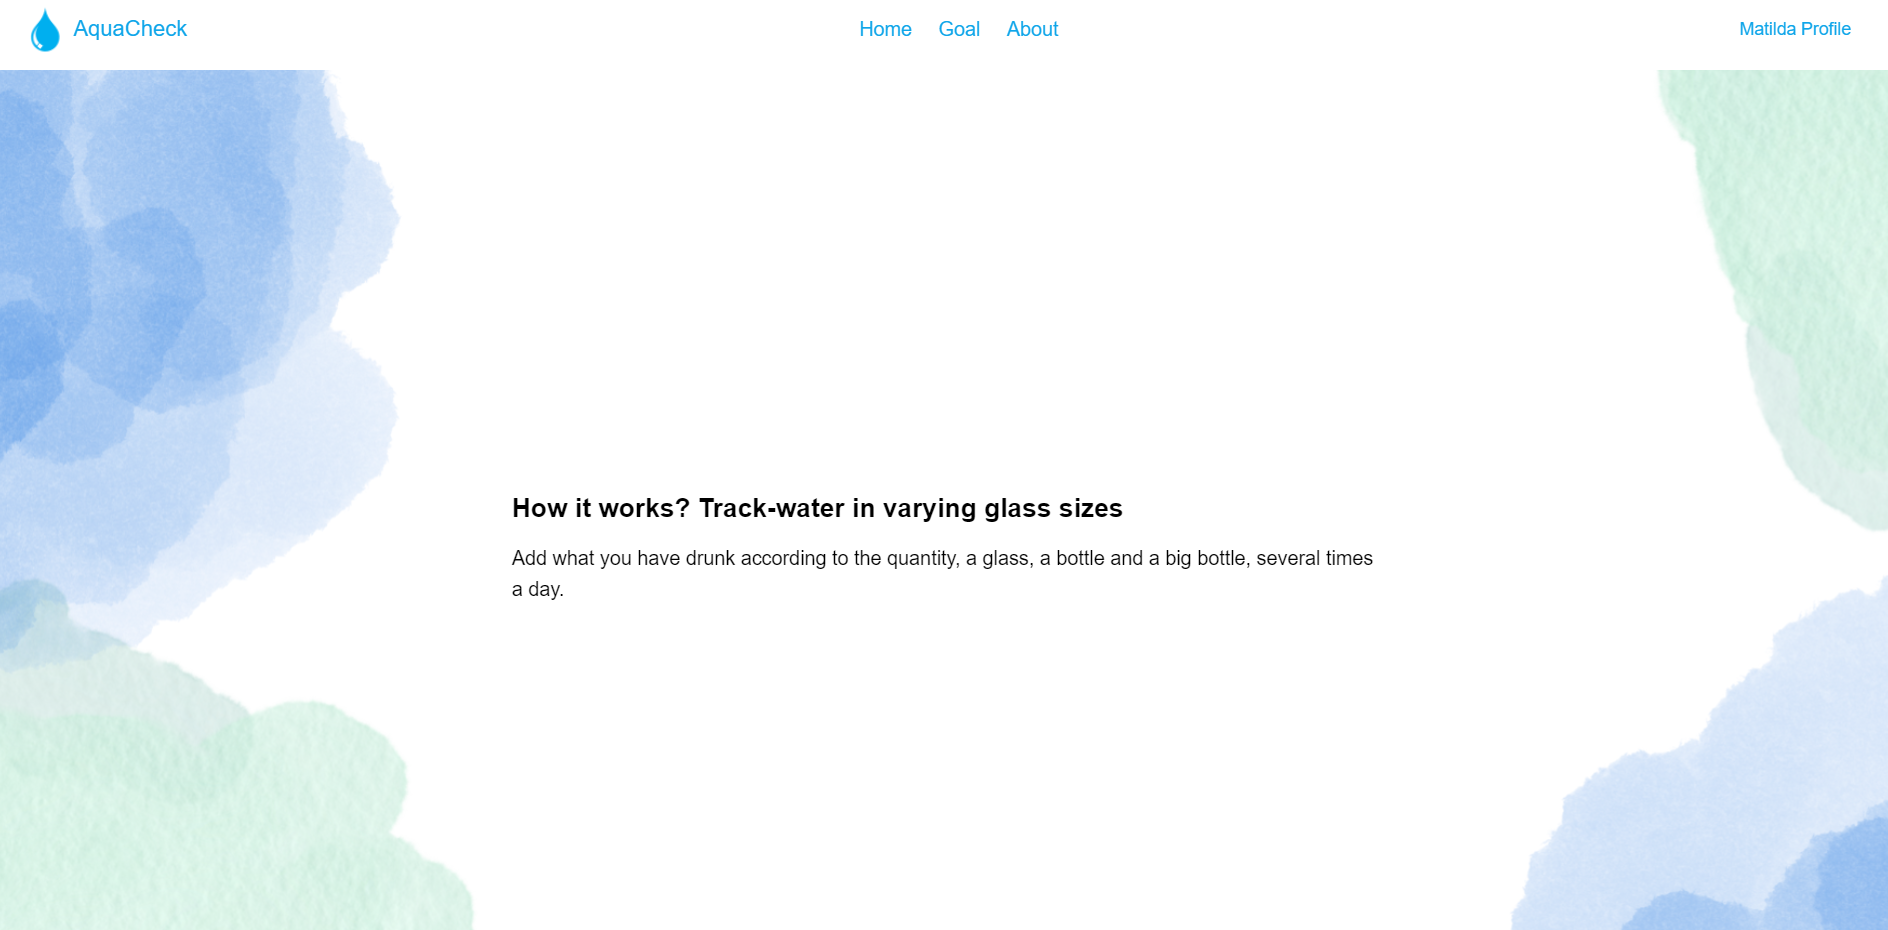 AquaCheck
Home Goal About
Matilda Profile
How it works? Track-water in varying glass sizes
Add what you have drunk according to the quantity, a glass, a bottle and a big bottle, several times
a day.